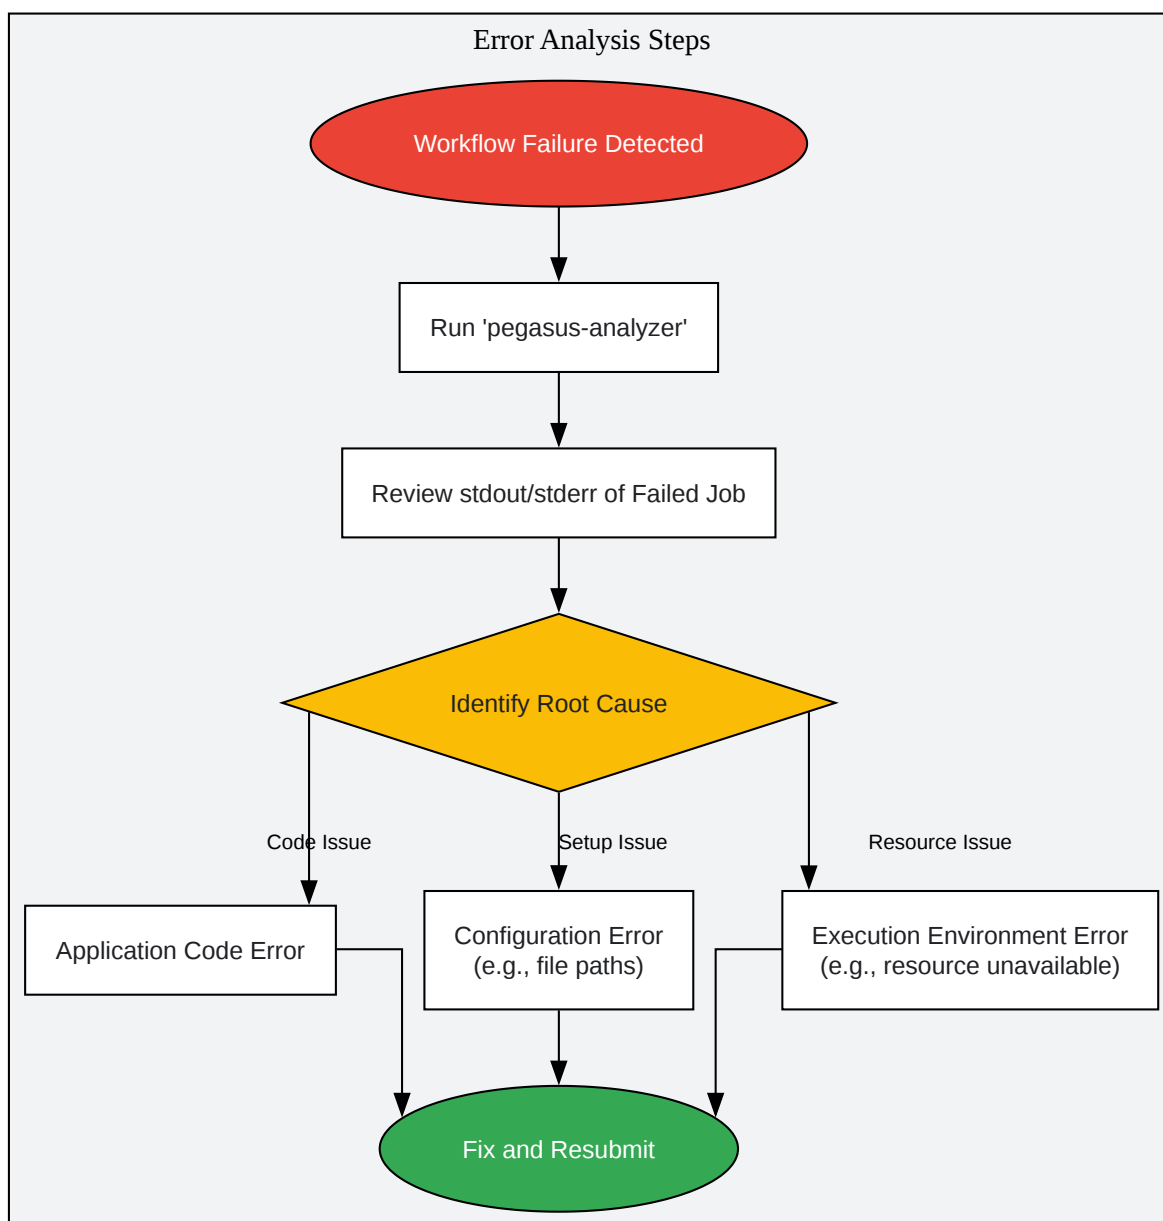 Error Analysis Steps
Workflow Failure Detected
Run 'pegasus-analyzer'
Review stdout/stderr of Failed Job
Identify Root Cause
Code Issue
Setup Issue
Resource Issue
Application Code Error
Configuration Error
(e.g., file paths)
Execution Environment Error
(e.g., resource unavailable)
Fix and Resubmit